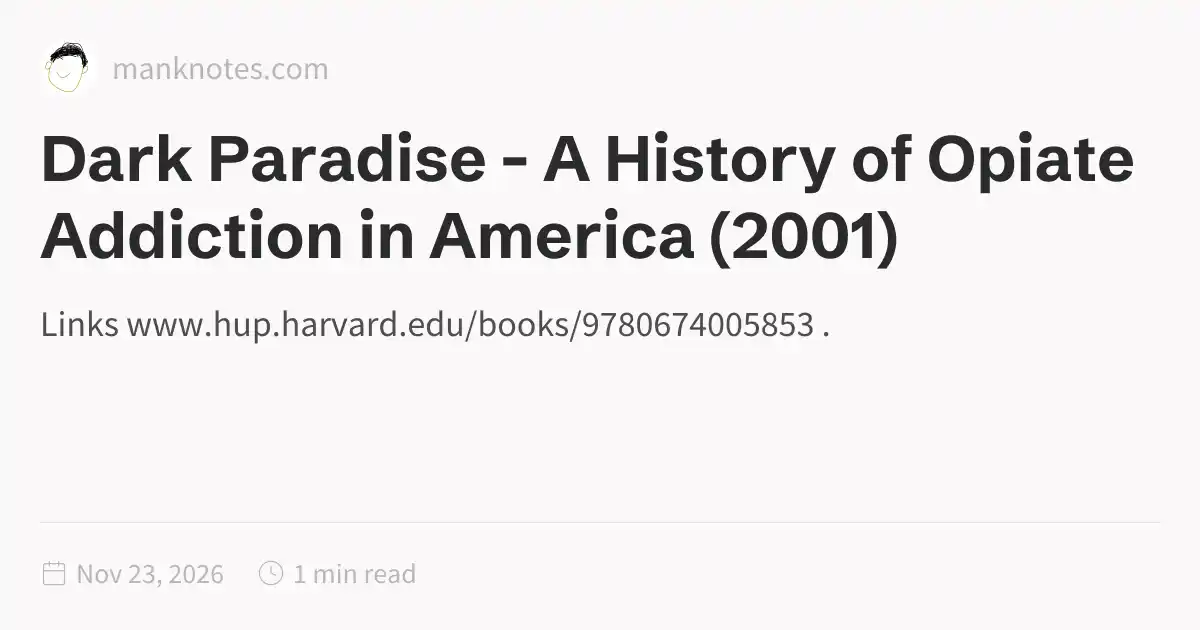 manknotes.com
Dark Paradise - A History of Opiate
Addiction in America (2001)
Links www.hup.harvard.edu/books/9780674005853 .
Nov 23, 2026 1 min read